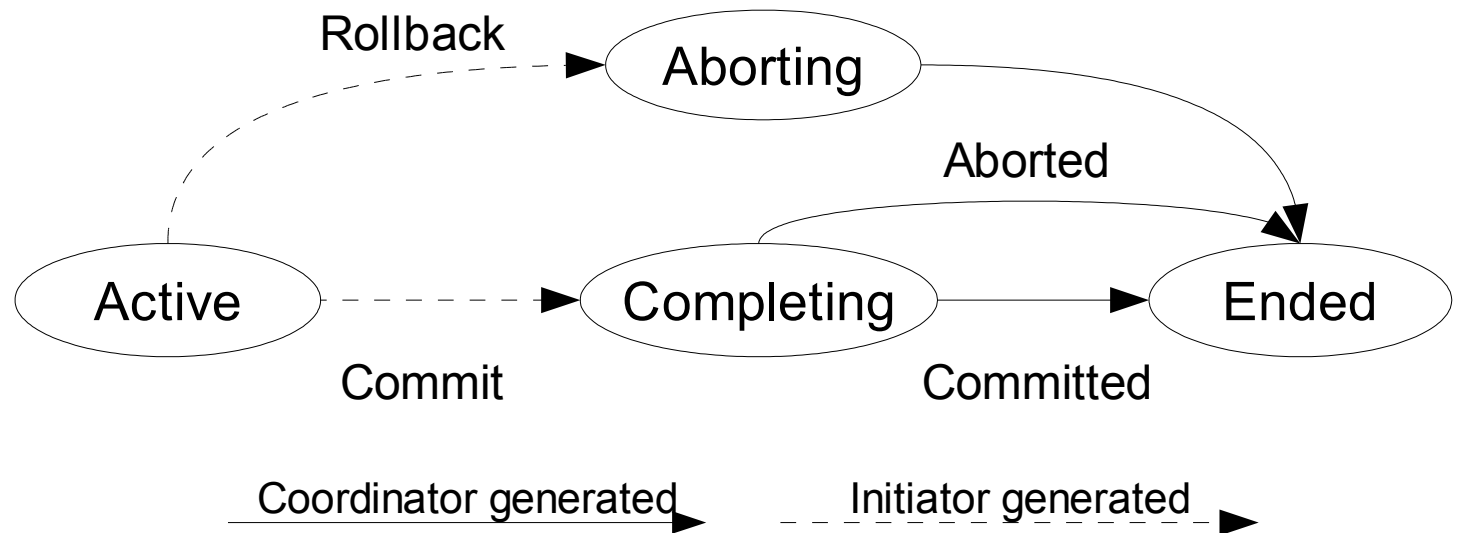 Rollback
Aborting
Aborted
Active
Completing
Ended
Commit
Committed
Coordinator generated
Initiator generated